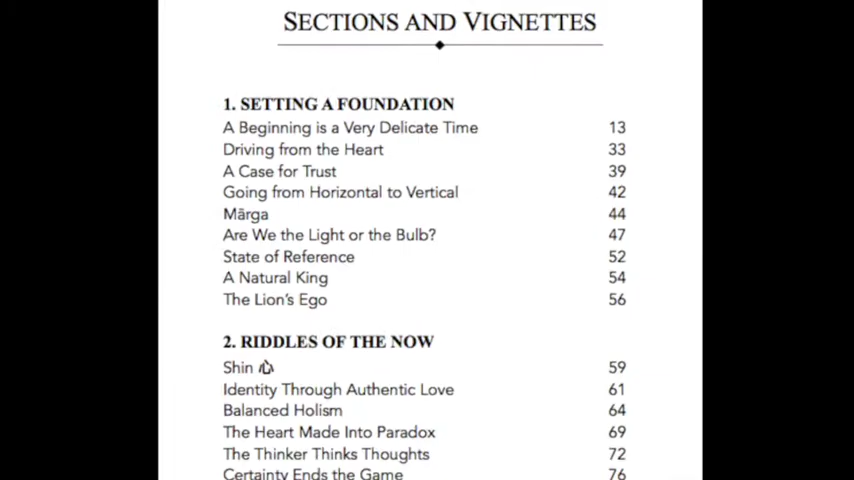 SECTIONS AND VIGNETTES
1. SETTING A FOUNDATION
A Beginning is a Very Delicate Time 13
Driving from the Heart 33
A Case for Trust 39
Going from Horizontal to Vertical 42
Mārga 44
Are We the Light or the Bulb? 47
State of Reference 52
A Natural King 54
The Lion's Ego 56
2. RIDDLES OF THE NOW
Shin 心 59
Identity Through Authentic Love 61
Balanced Holism 64
The Heart Made Into Paradox 69
The Thinker Thinks Thoughts 72
Certainty Ends the Game 76